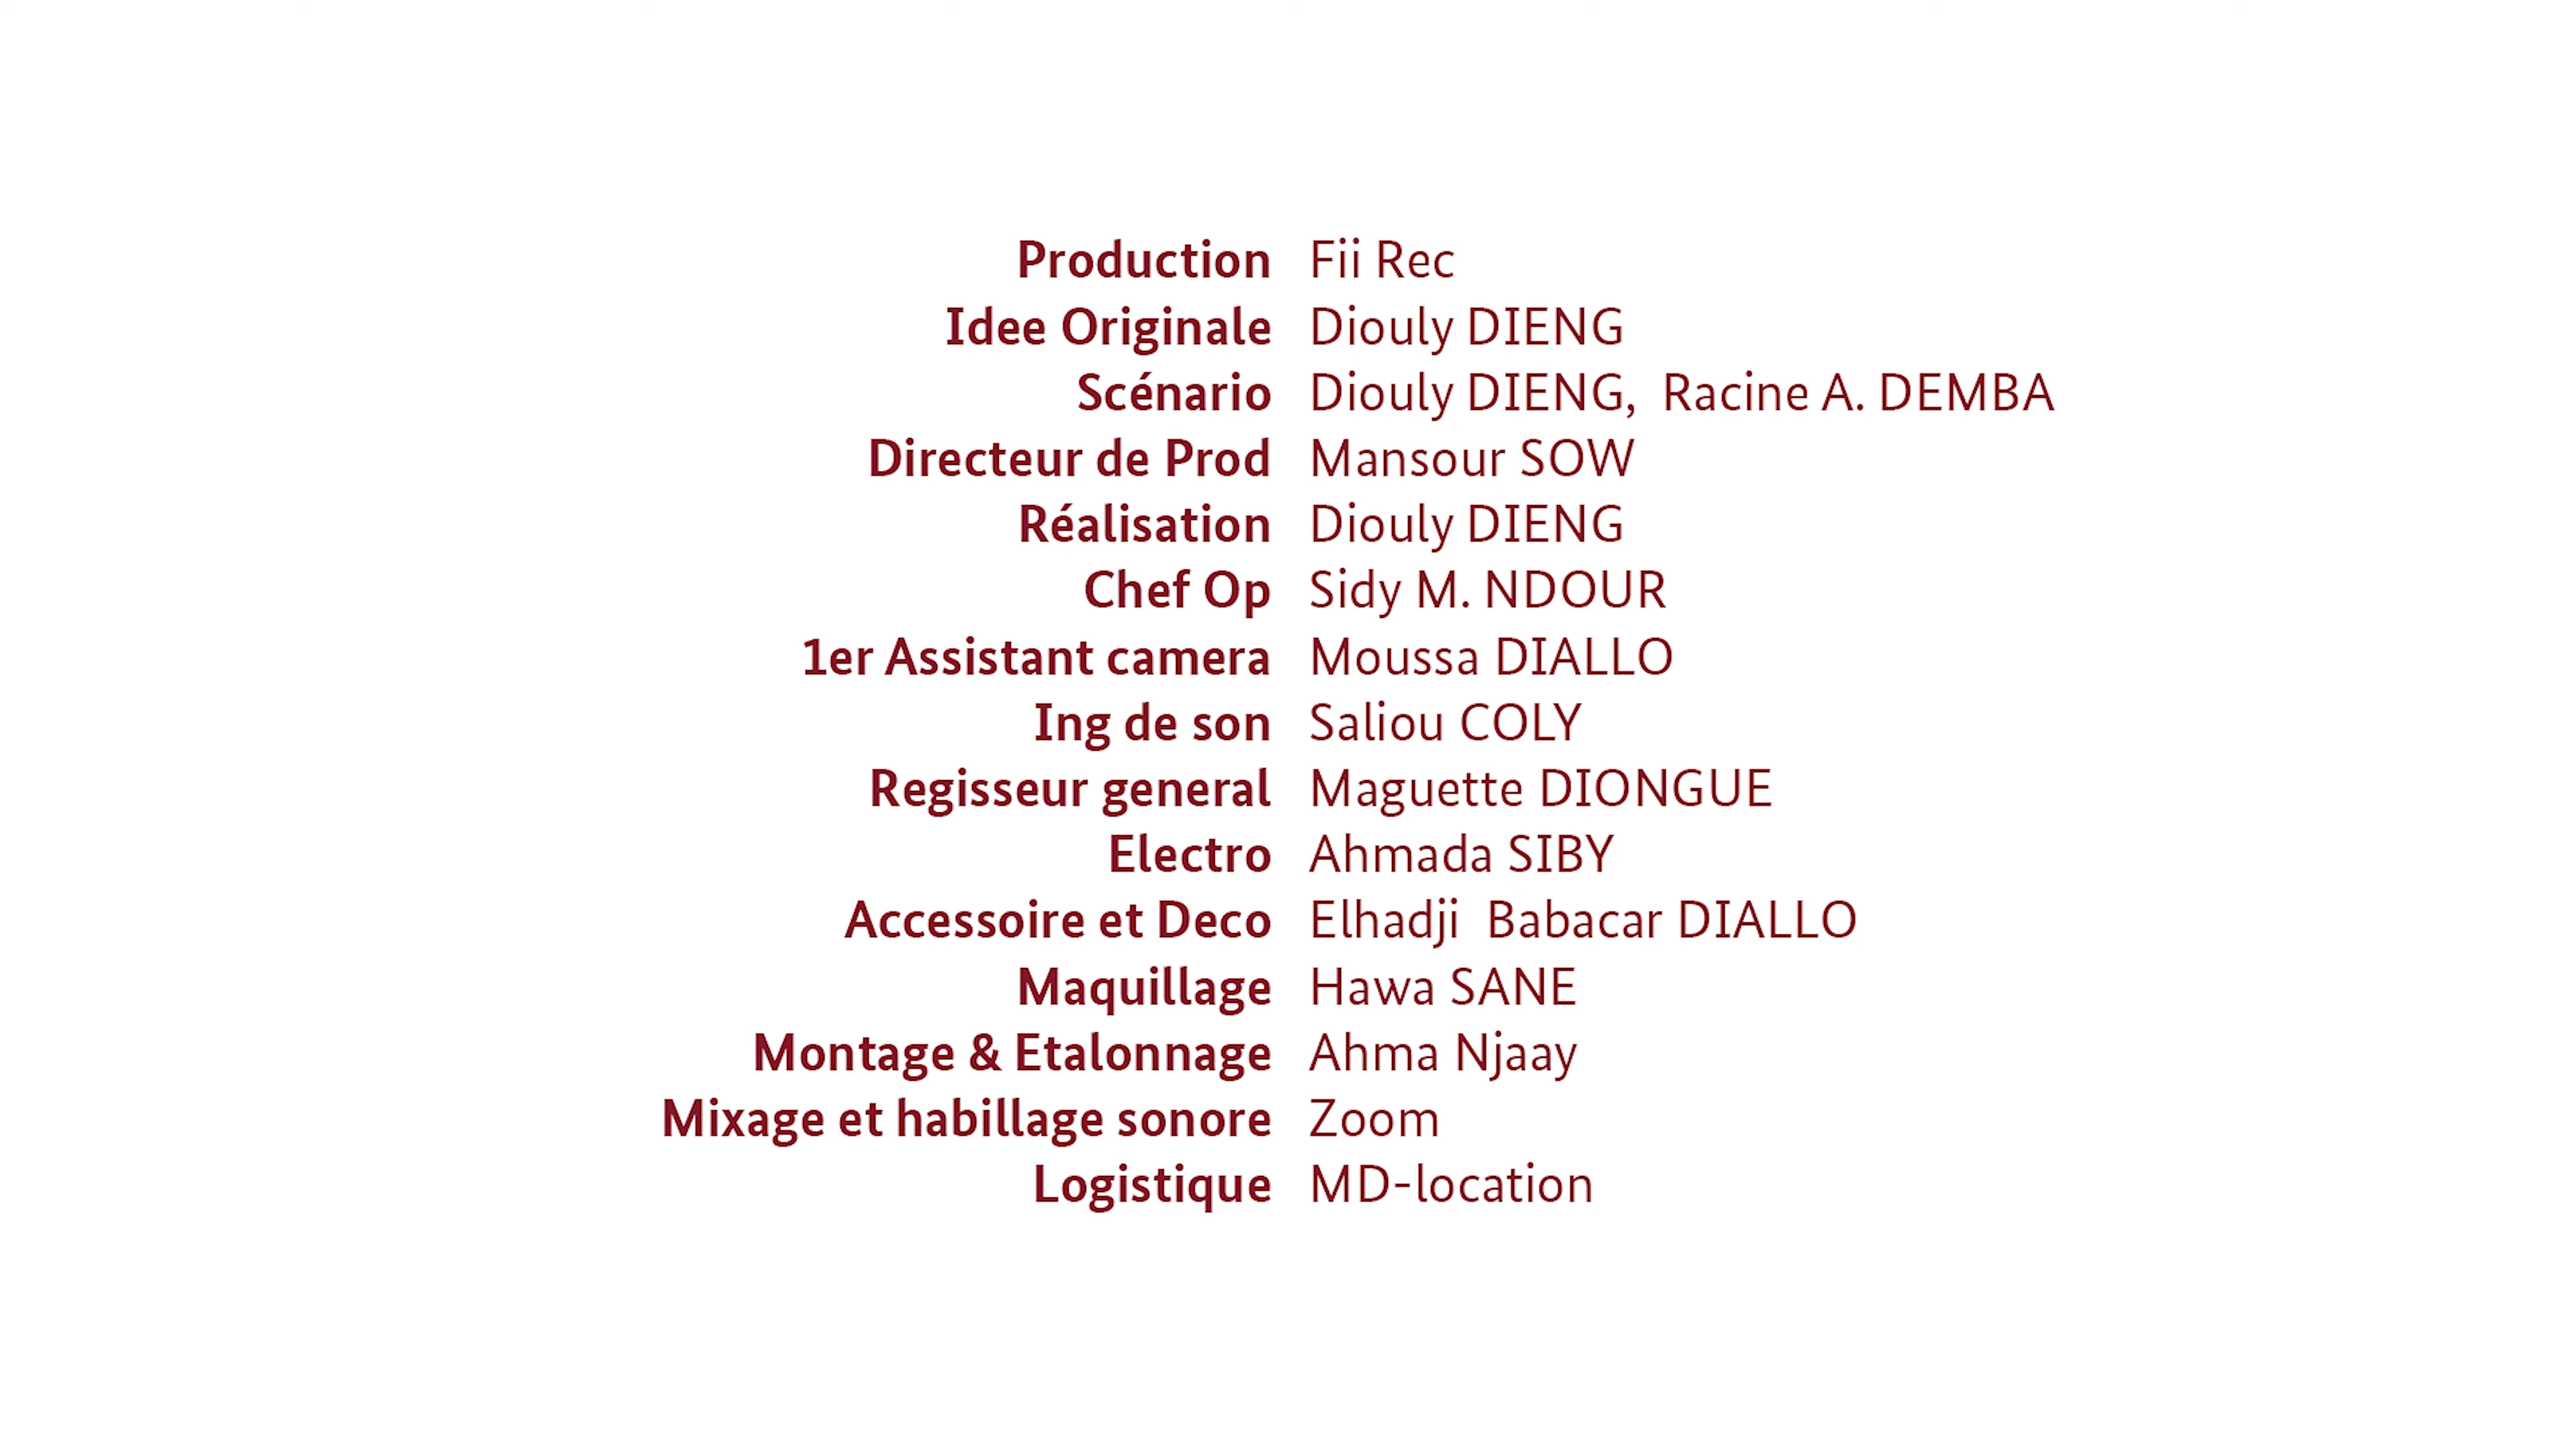 Production Fii Rec
Idee Originale Diouly DIENG
Scénario Diouly DIENG, Racine A. DEMBA
Directeur de Prod Mansour SOW
Réalisation Diouly DIENG
Chef Op Sidy M. NDOUR
1er Assistant camera Moussa DIALLO
Ing de son Saliou COLY
Regisseur general Maguette DIONGUE
Electro Ahmada SIBY
Accessoire et Deco Elhadji Babacar DIALLO
Maquillage Hawa SANE
Montage & Etalonnage Ahma Njaay
Mixage et habillage sonore Zoom
Logistique MD-location